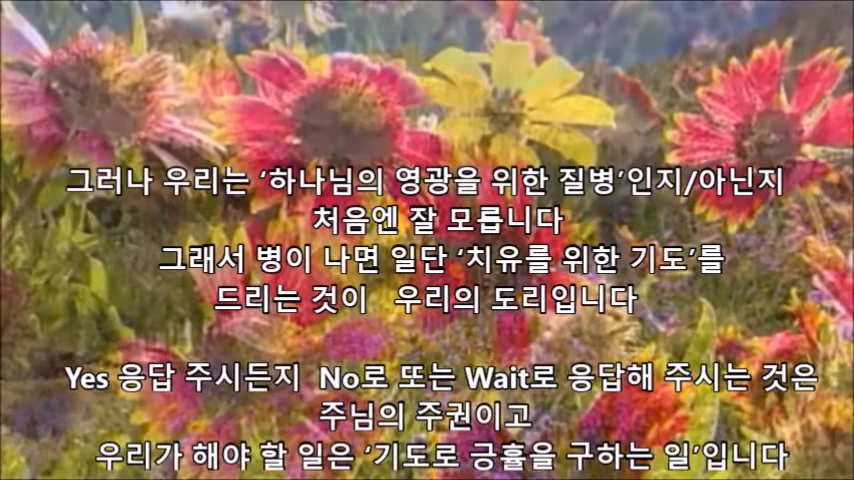 그러나 우리는 ‘하나님의 영광을 위한 질병’인지/아닌지
처음엔 잘 모릅니다
그래서 병이 나면 일단 ‘치유를 위한 기도’를
드리는 것이 우리의 도리입니다
Yes 응답 주시든지 No로 또는 Wait로 응답해 주시는 것은
주님의 주권이고
우리가 해야 할 일은 ‘기도로 긍휼을 구하는 일’입니다